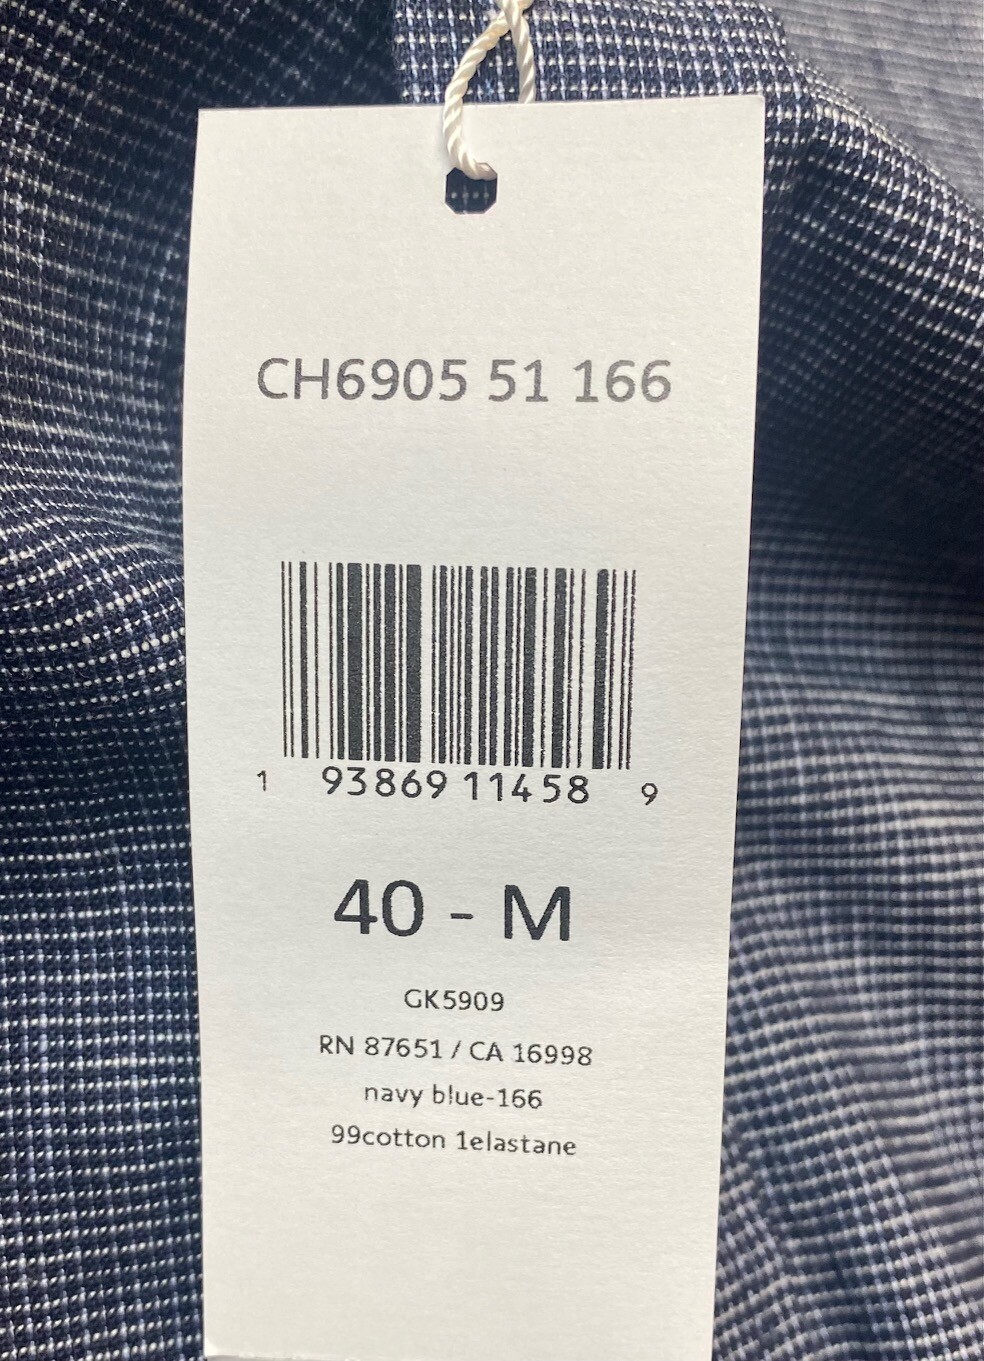 CH6905 51 166
1 93869 11458 9
40 - M
GK5909
RN 87651 / CA 16998
navy blue-166
99cotton 1elastane